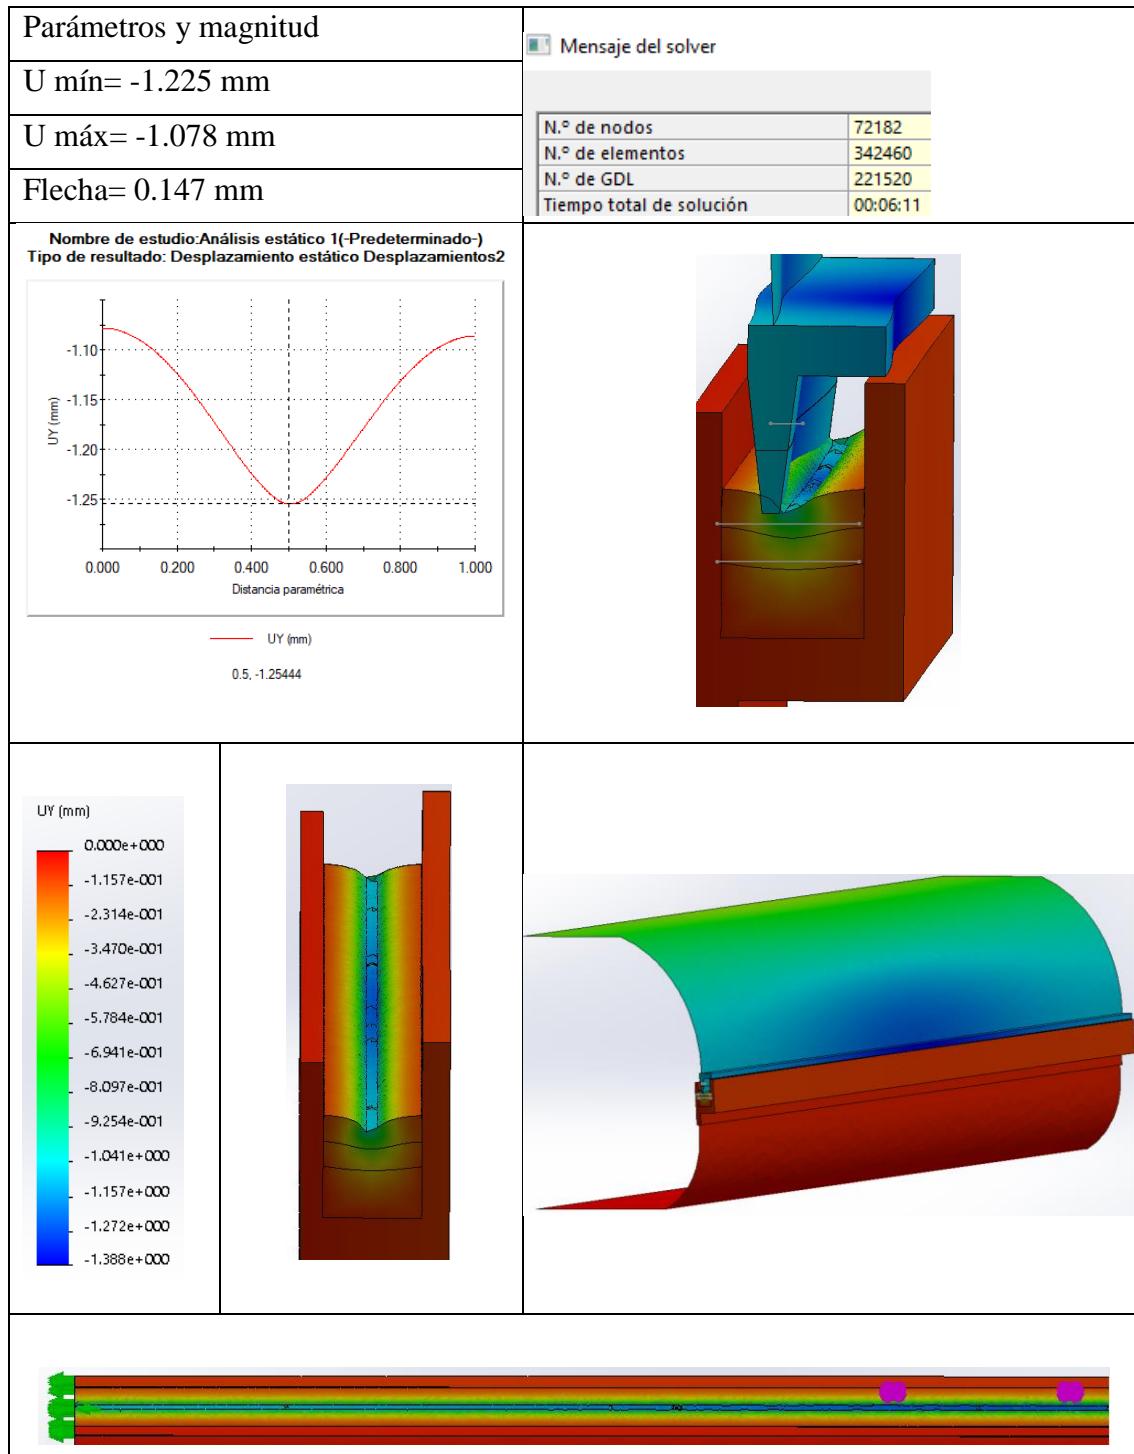 Parámetros y magnitud
U mín= -1.225 mm
U máx= -1.078 mm
Flecha= 0.147 mm
Mensaje del solver
N.º de nodos 72182
N.º de elementos 342460
N.º de GDL 221520
Tiempo total de solución 00:06:11
Nombre de estudio:Análisis estático 1(-Predeterminado-)
Tipo de resultado: Desplazamiento estático Desplazamientos2
-1.10
-1.15
-1.20
-1.25
UY (mm)
0.000 0.200 0.400 0.600 0.800 1.000
Distancia paramétrica
UY (mm)
0.5, -1.25444
UY (mm)
0.000e+000
-1.157e-001
-2.314e-001
-3.470e-001
-4.627e-001
-5.784e-001
-6.941e-001
-8.097e-001
-9.254e-001
-1.041e+000
-1.157e+000
-1.272e+000
-1.388e+000